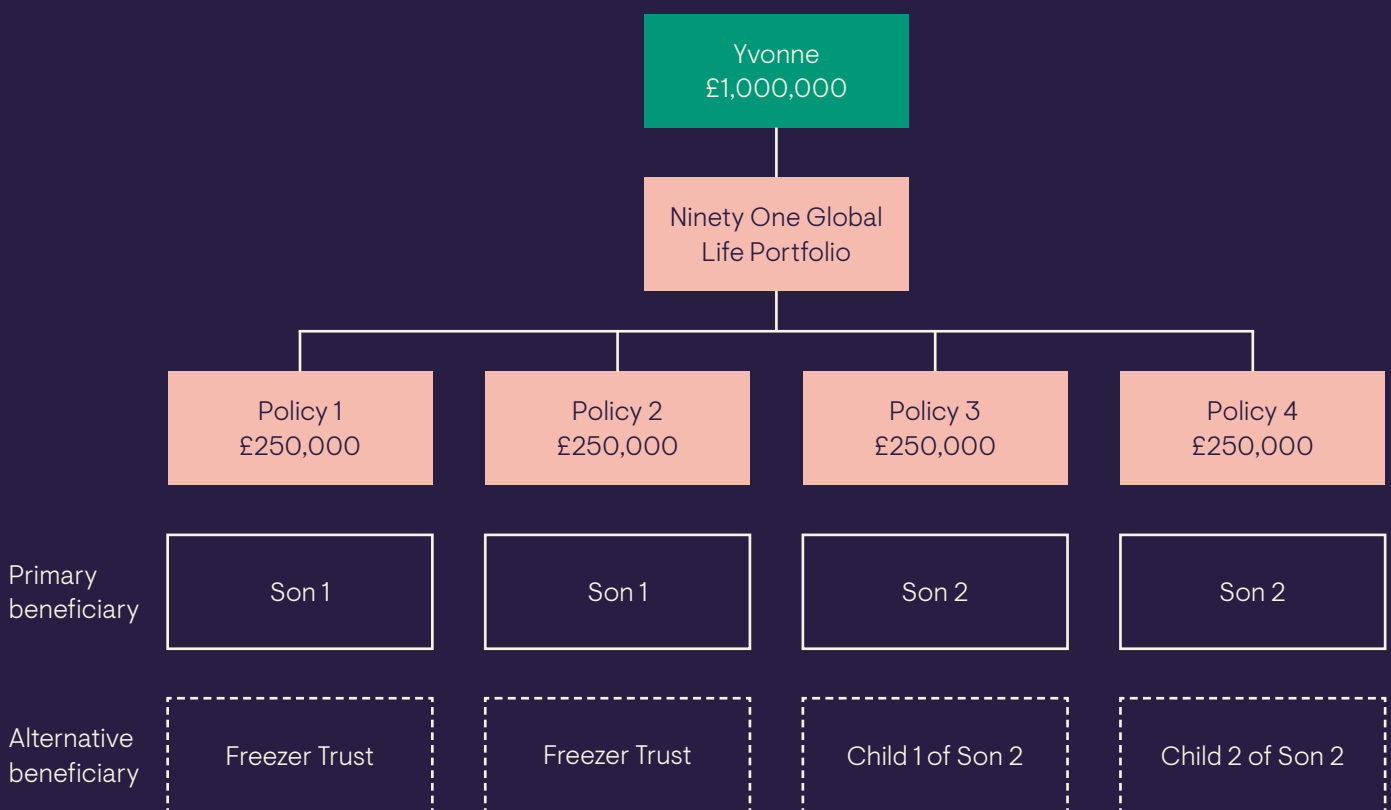 Yvonne
£1,000,000
Ninety One Global
Life Portfolio
Policy 1
£250,000
Policy 2
£250,000
Policy 3
£250,000
Policy 4
£250,000
Primary
beneficiary
Son 1
Son 1
Son 2
Son 2
Alternative
beneficiary
Freezer Trust
Freezer Trust
Child 1 of Son 2
Child 2 of Son 2